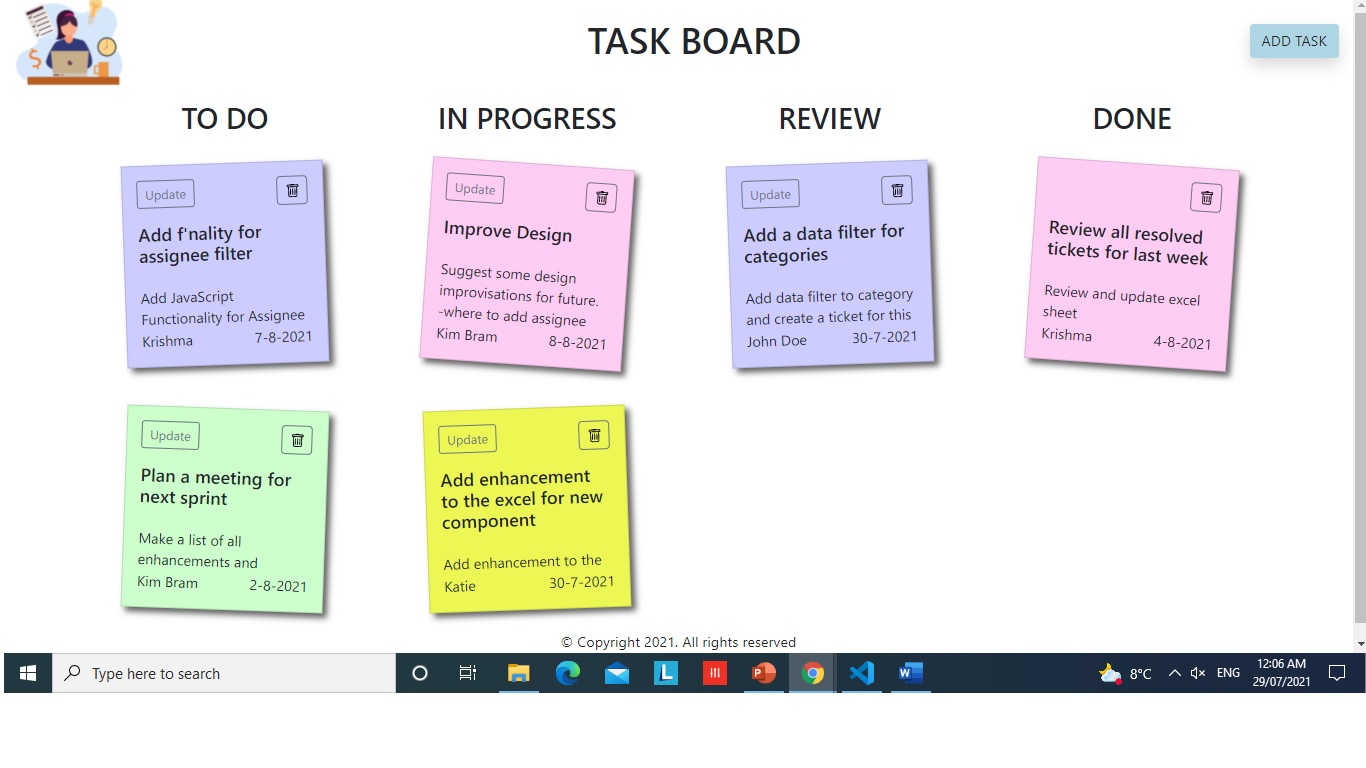 TASK BOARD
ADD TASK
TO DO
IN PROGRESS
REVIEW
DONE
Update
Add f'nality for
assignee filter
Add JavaScript
Functionality for Assignee
Krishma 7-8-2021
Update
Improve Design
Suggest some design
improvisations for future.
-where to add assignee
Kim Bram 8-8-2021
Update
Add a data filter for
categories
Add data filter to category
and create a ticket for this
John Doe 30-7-2021
Review all resolved
tickets for last week
Review and update excel
sheet
Krishma 4-8-2021
Update
Plan a meeting for
next sprint
Make a list of all
enhancements and
Kim Bram 2-8-2021
Update
Add enhancement
to the excel for new
component
Add enhancement to the
Katie 30-7-2021
© Copyright 2021. All rights reserved
Type here to search
8°C
ENG
12:06 AM
29/07/2021